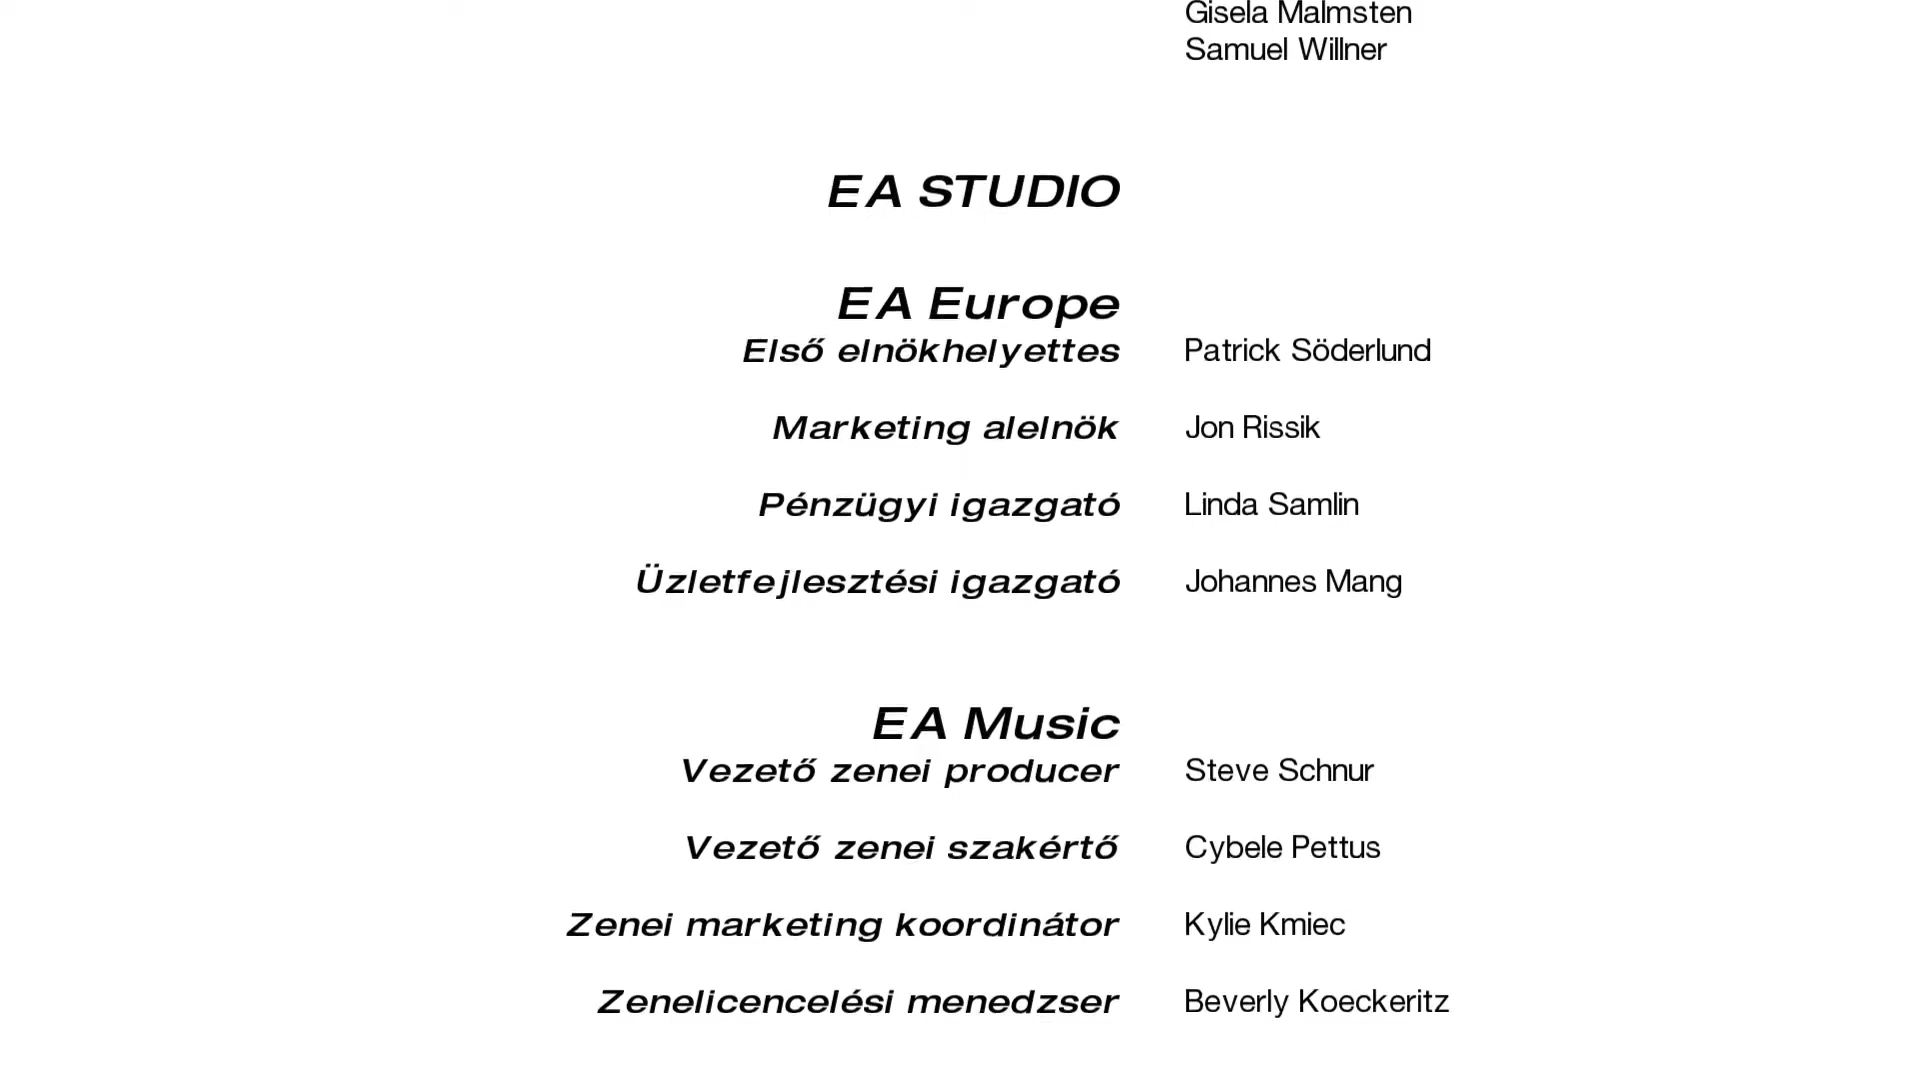 Gisela Malmsten
Samuel Willner
EA STUDIO
EA Europe
Első elnökhelyettes Patrick Söderlund
Marketing alelnök Jon Rissik
Pénzügyi igazgató Linda Samlin
Üzletfejlesztési igazgató Johannes Mang
EA Music
Vezető zenei producer Steve Schnur
Vezető zenei szakértő Cybele Pettus
Zenei marketing koordinátor Kylie Kmiec
Zenelicencelési menedzser Beverly Koeckeritz